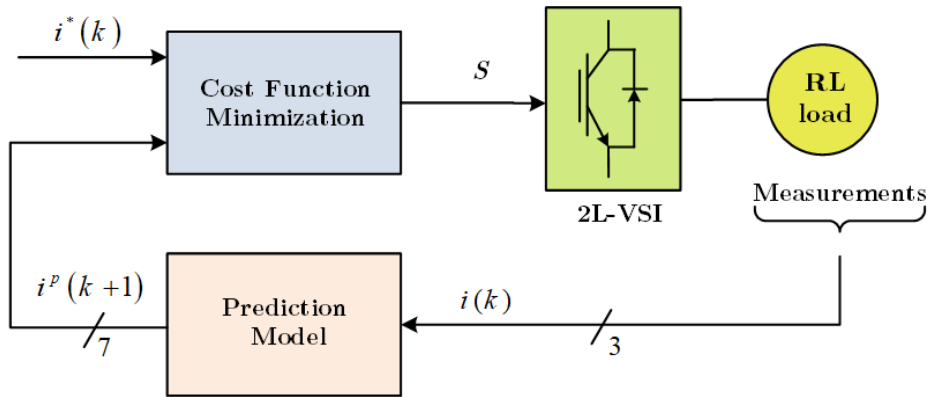 i*(k)
Cost Function
Minimization
S
2L-VSI
RL
load
Measurements
i^p(k+1)
7
Prediction
Model
i(k)
3